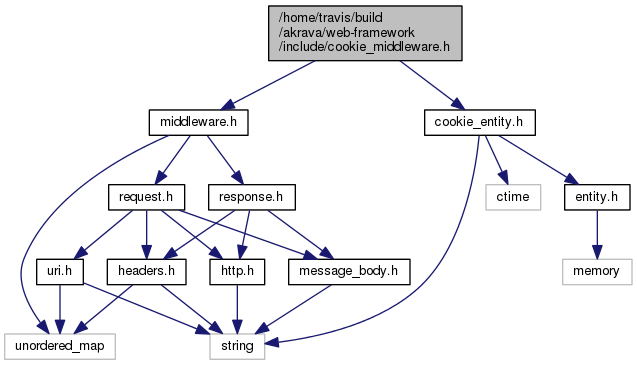 /home/travis/build
/akrava/web-framework
/include/cookie_middleware.h
middleware.h
cookie_entity.h
request.h
response.h
ctime
entity.h
uri.h
headers.h
http.h
message_body.h
memory
unordered_map
string